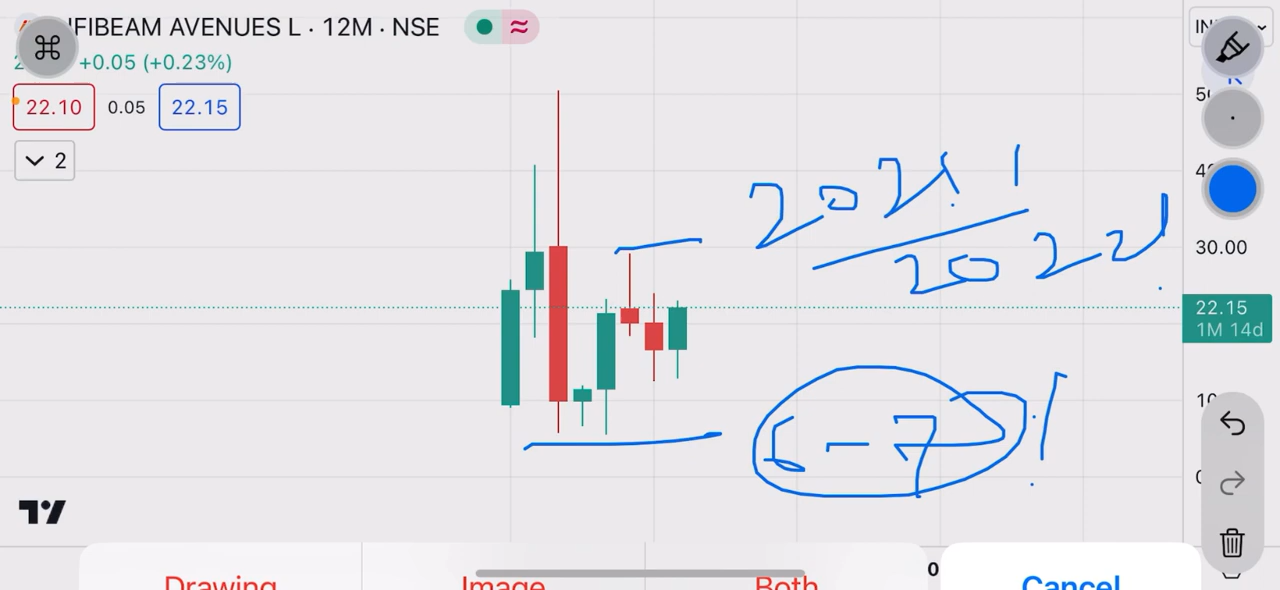 IFIBEAM AVENUES L · 12M · NSE
+0.05 (+0.23%)
22.10 0.05 22.15
2
30.00
22.15
1M 14d
2021!
2022!
6-7
Drawing Image Both Cancel